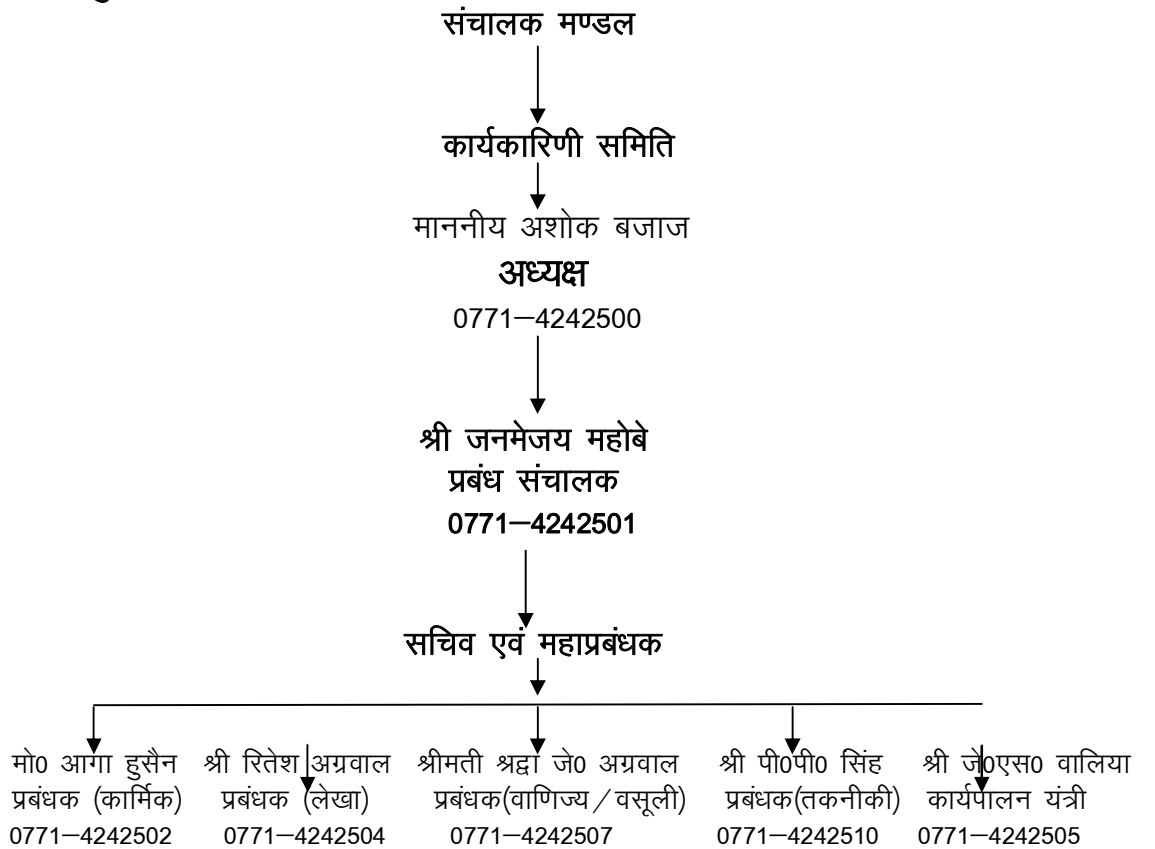 संचालक मण्डल
कार्यकारिणी समिति
माननीय अशोक बजाज
अध्यक्ष
0771–4242500
श्री जनमेजय महोबे
प्रबंध संचालक
0771–4242501
सचिव एवं महाप्रबंधक
मो0 आगा हुसैन श्री रितेश अग्रवाल श्रीमती श्रद्वा जे0 अग्रवाल श्री पी0पी0 सिंह श्री जे0एस0 वालिया
प्रबंधक (कार्मिक) प्रबंधक (लेखा) प्रबंधक(वाणिज्य/वसूली) प्रबंधक(तकनीकी) कार्यपालन यंत्री
0771–4242502 0771–4242504 0771–4242507 0771–4242510 0771–4242505